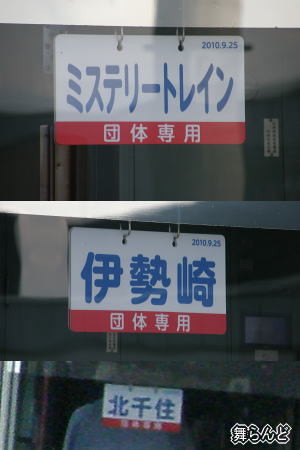 2010.9.25
ミステリートレイン
団体専用
2010.9.25
伊勢崎
団体専用
北千住
団体専用
舞らんど